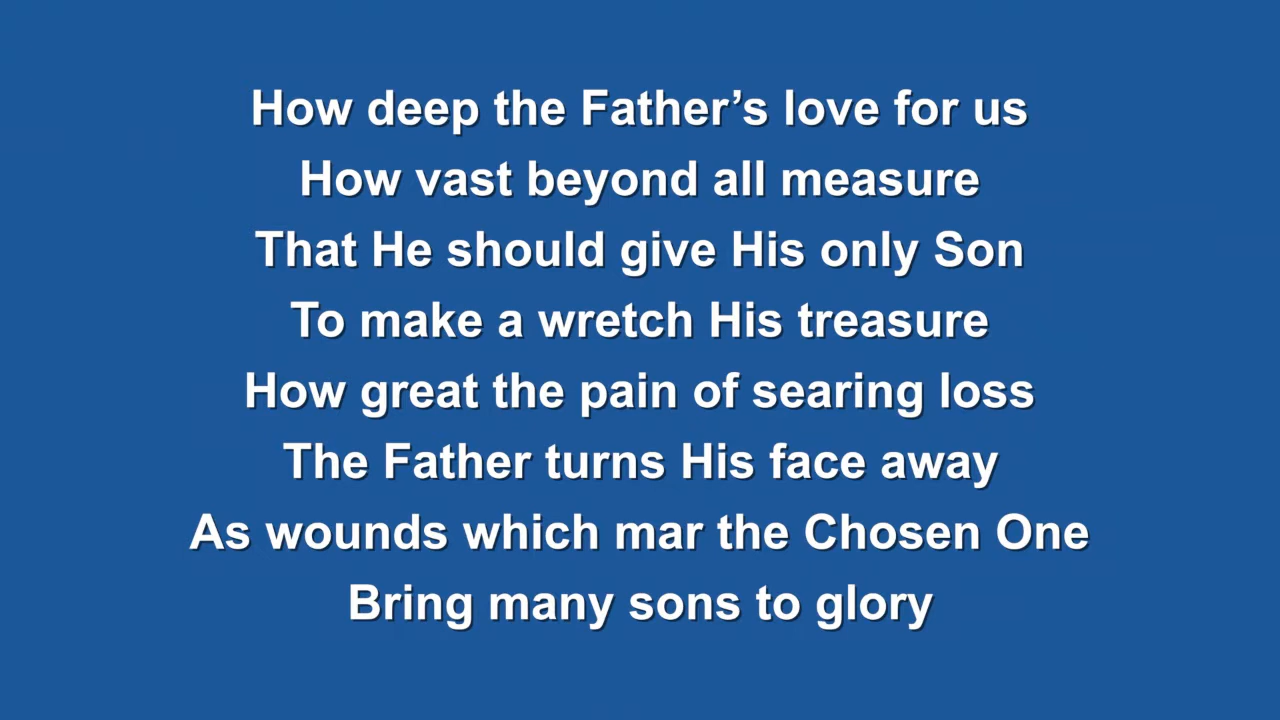 How deep the Father’s love for us
How vast beyond all measure
That He should give His only Son
To make a wretch His treasure
How great the pain of searing loss
The Father turns His face away
As wounds which mar the Chosen One
Bring many sons to glory